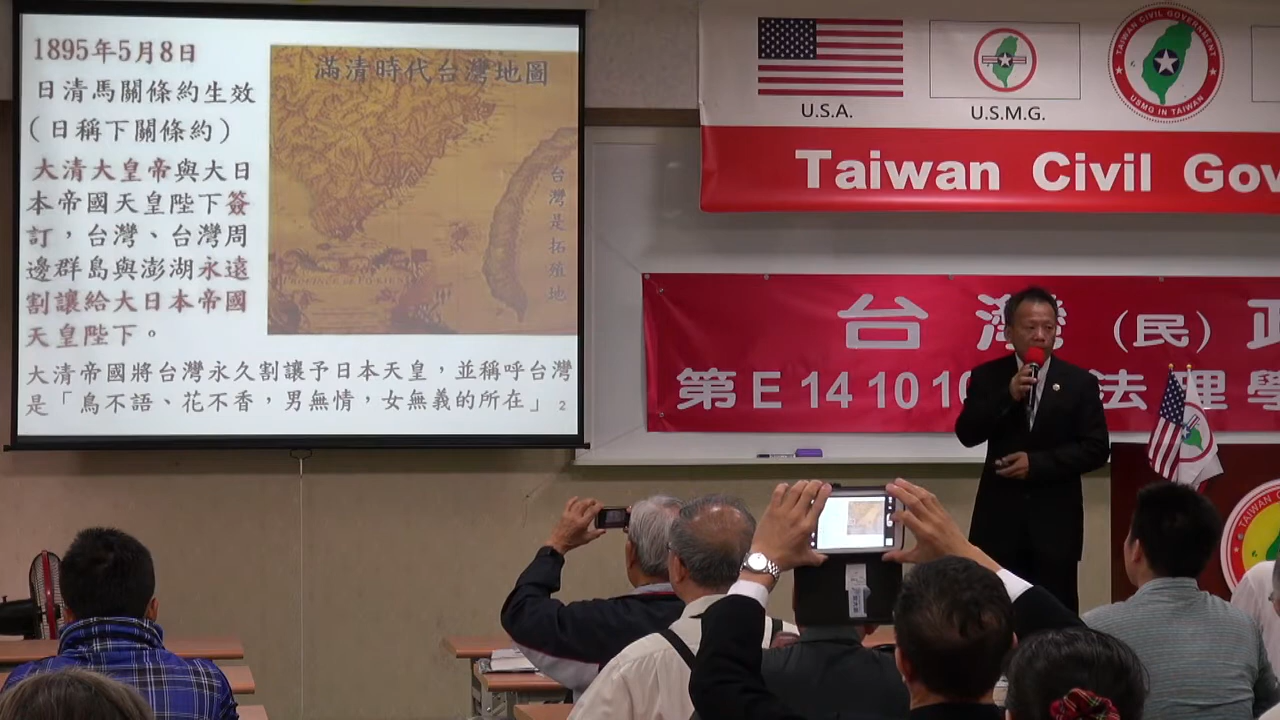 1895年5月8日
日清馬關條約生效
(日稱下關條約)
大清大皇帝與大日
本帝國天皇陛下簽
訂，台灣、台灣周
邊群島與澎湖永遠
割讓給大日本帝國
天皇陛下。
滿清時代台灣地圖
台灣是拓殖地
大清帝國將台灣永久割讓予日本天皇，並稱呼台灣
是「鳥不語、花不香，男無情，女無義的所在」 2
U.S.A.
U.S.M.G.
TAIWAN CIVIL GOVERNMENT
USMG IN TAIWAN
Taiwan Civil Gov
台灣(民)政
第E141010 法理學
TAIWAN C